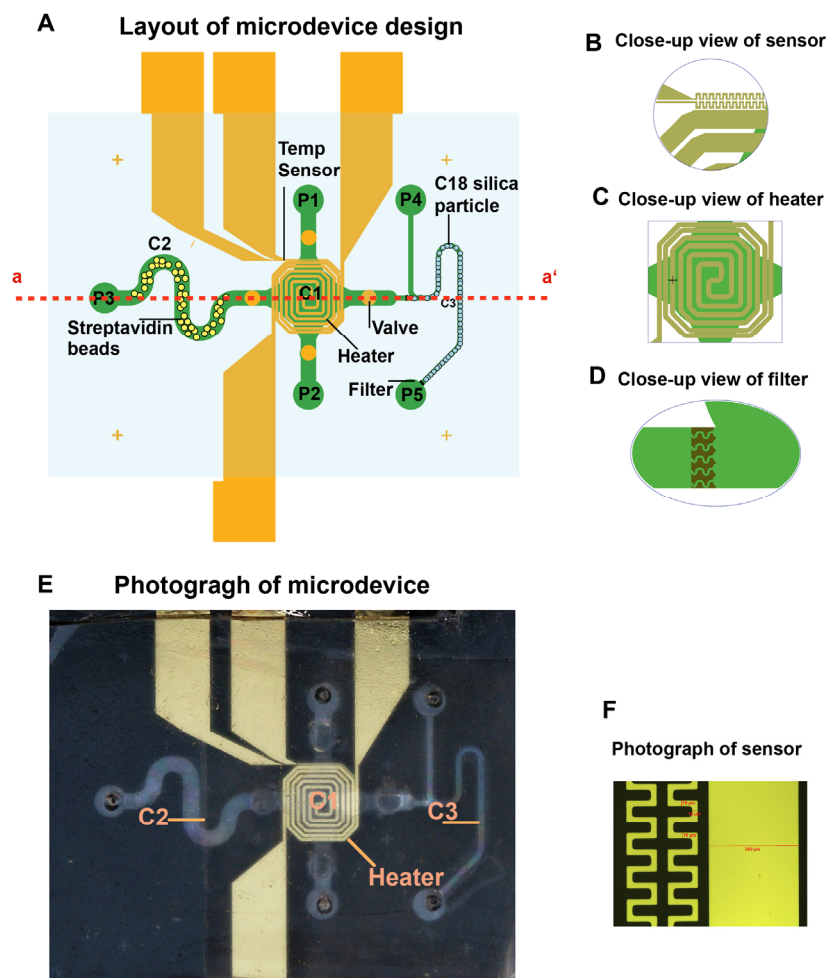 A
Layout of microdevice design
Temp
Sensor
P1
P4
C18 silica
particle
C2
a
a'
P3
C1
C3
Streptavidin
beads
Valve
Heater
Filter
P2
P5
B
Close-up view of sensor
C
Close-up view of heater
D
Close-up view of filter
E
Photogragh of microdevice
C1
C2
C3
Heater
F
Photograph of sensor